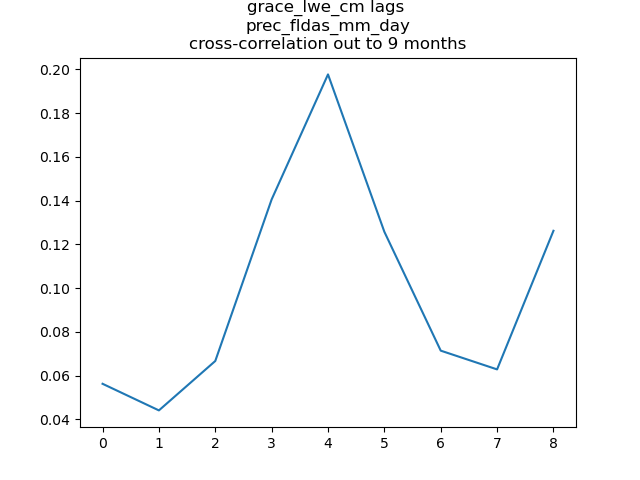 grace_lwe_cm lags
prec_fldas_mm_day
cross-correlation out to 9 months
0.20
0.18
0.16
0.14
0.12
0.10
0.08
0.06
0.04
0 1 2 3 4 5 6 7 8